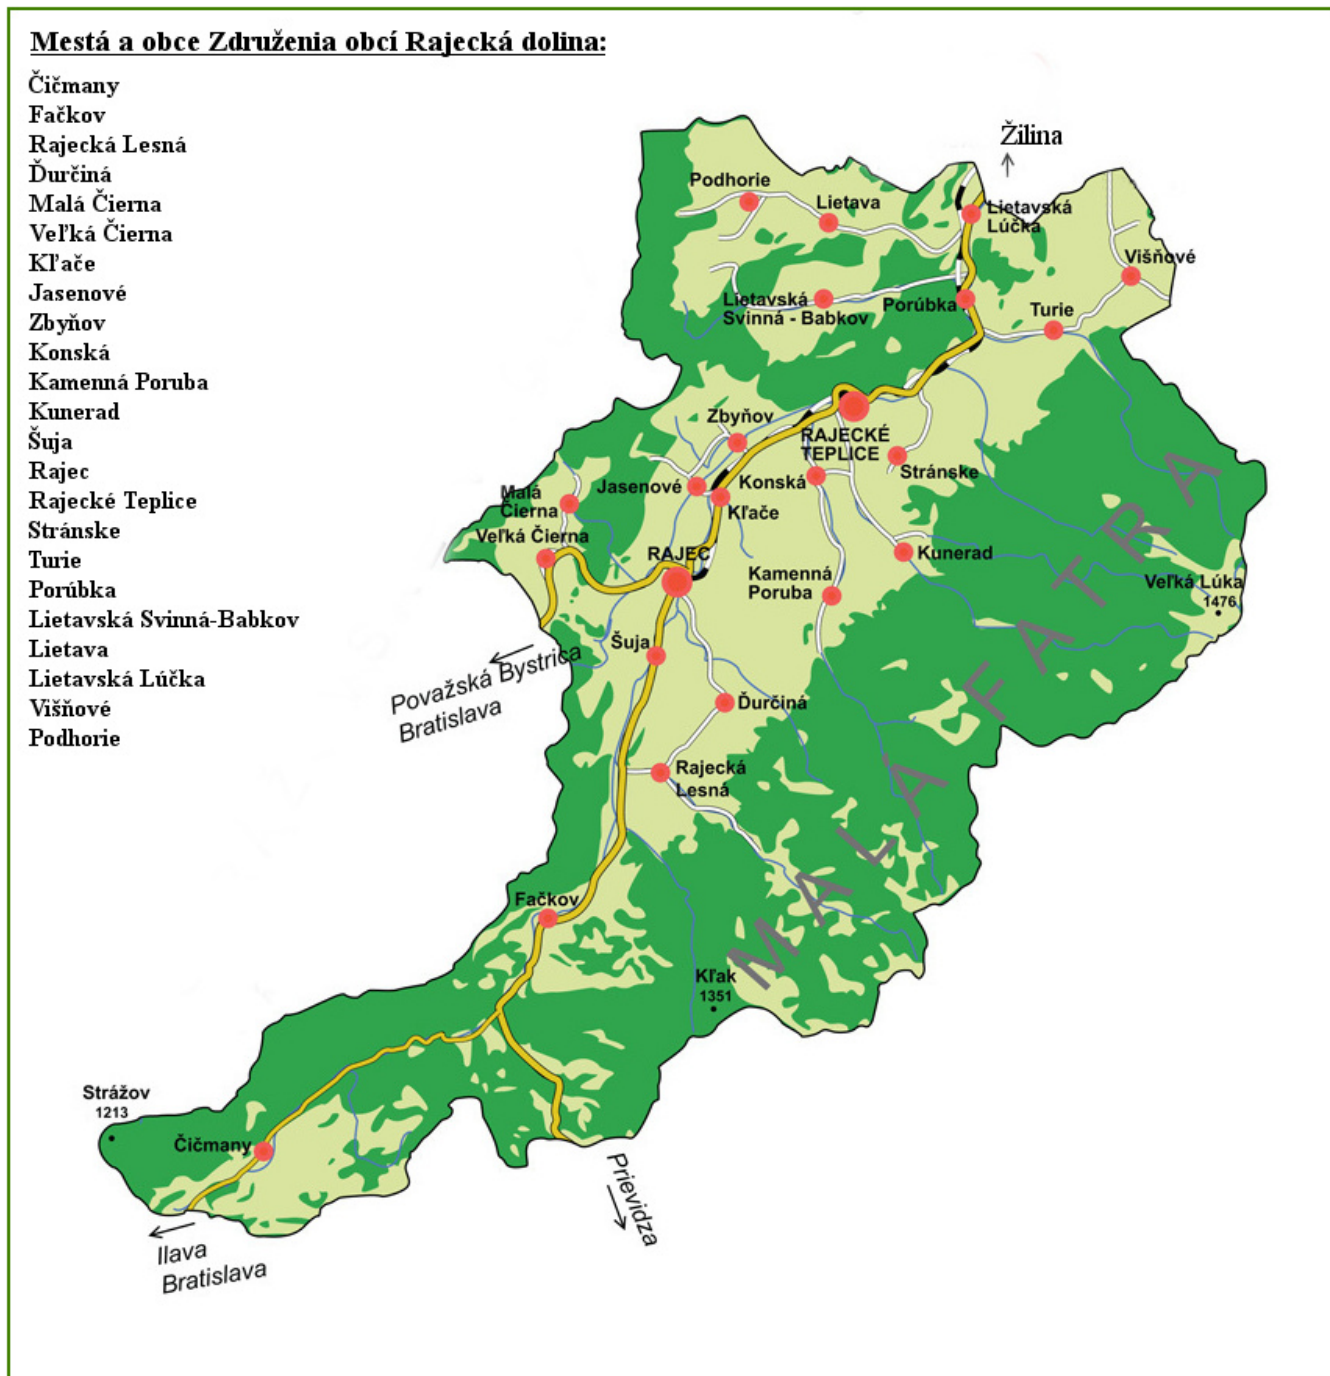 Mestá a obce Združenia obcí Rajecká dolina:
Čičmany
Fačkov
Rajecká Lesná
Ďurčiná
Malá Čierna
Veľká Čierna
Kľače
Jasenové
Zbyňov
Konská
Kamenná Poruba
Kunerad
Šuja
Rajec
Rajecké Teplice
Stránske
Turie
Porúbka
Lietavská Svinná-Babkov
Lietava
Lietavská Lúčka
Višňové
Podhorie
Žilina
Podhorie
Lietava
Lietavská
Lúčka
Višňové
Lietavská
Svinná - Babkov
Porúbka
Turie
Zbyňov
RAJECKÉ
TEPLICE
Stránske
Jasenové
Konská
Malá
Čierna
Kľače
Veľká Čierna
RAJEC
Kunerad
Kamenná
Poruba
Veľká Lúka
1476
Šuja
Považská Bystrica
Bratislava
Ďurčiná
Rajecká
Lesná
MALÁ FATRA
Fačkov
Kľak
1351
Strážov
1213
Čičmany
Prievidza
Ilava
Bratislava